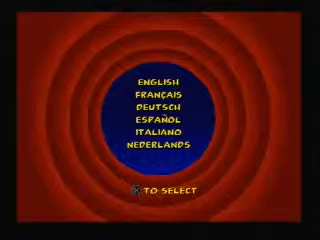 ENGLISH
FRANÇAIS
DEUTSCH
ESPAÑOL
ITALIANO
NEDERLANDS
TO SELECT